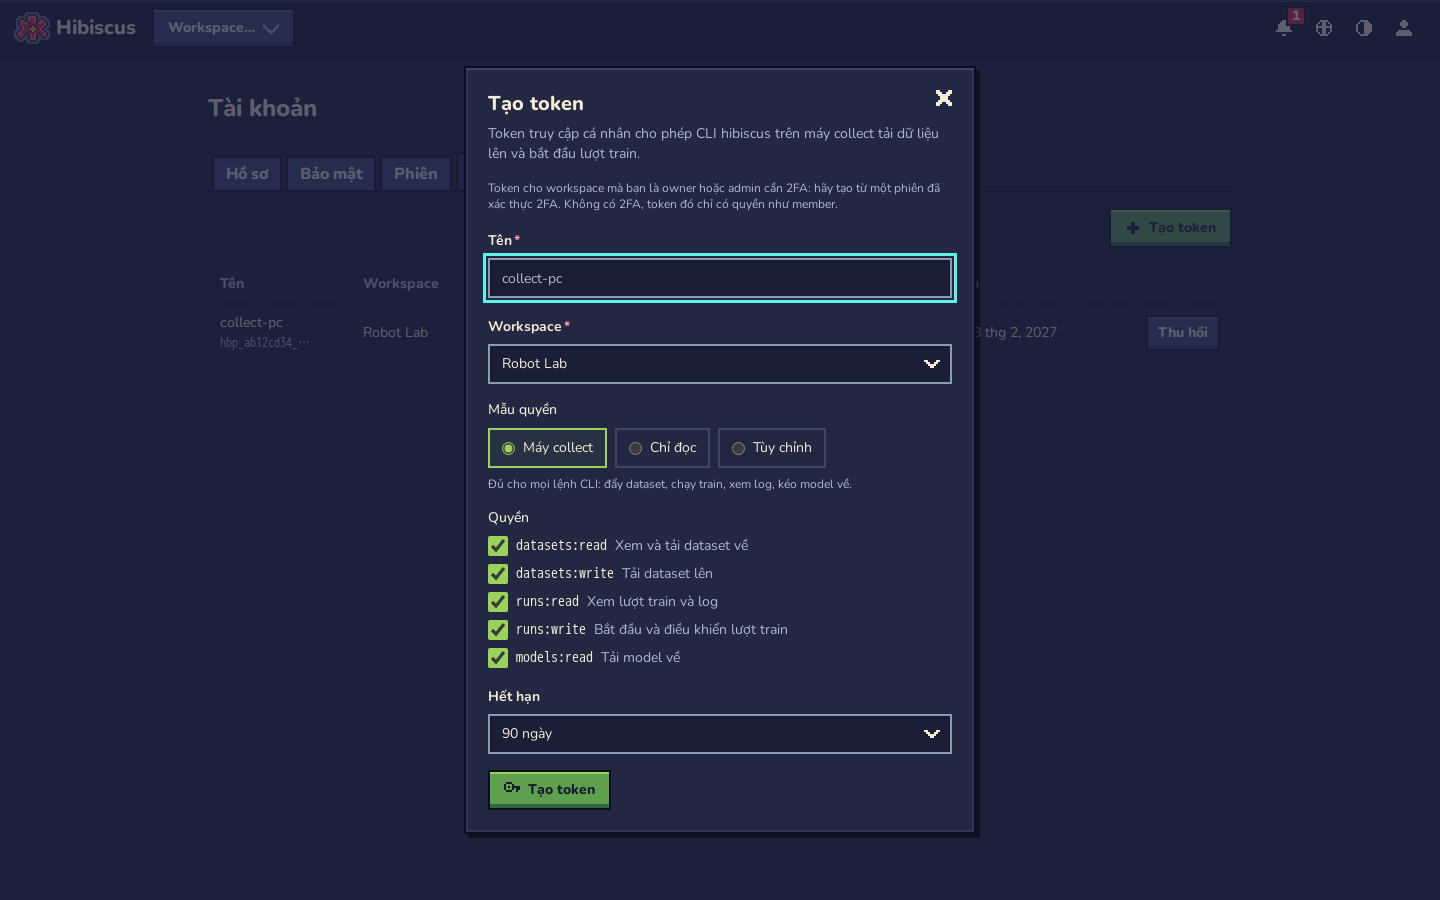 Hibiscus
Workspace...
1
Tài khoản
Hồ sơ
Bảo mật
Phiên
Tạo token
Tên
Workspace
collect-pc
hbp_ab12cd34_…
Robot Lab
thg 2, 2027
Thu hồi
Tạo token
Token truy cập cá nhân cho phép CLI hibiscus trên máy collect tải dữ liệu
lên và bắt đầu lượt train.
Token cho workspace mà bạn là owner hoặc admin cần 2FA: hãy tạo từ một phiên đã
xác thực 2FA. Không có 2FA, token đó chỉ có quyền như member.
Tên *
collect-pc
Workspace *
Robot Lab
Mẫu quyền
Máy collect
Chỉ đọc
Tùy chỉnh
Đủ cho mọi lệnh CLI: đẩy dataset, chạy train, xem log, kéo model về.
Quyền
datasets:read Xem và tải dataset về
datasets:write Tải dataset lên
runs:read Xem lượt train và log
runs:write Bắt đầu và điều khiển lượt train
models:read Tải model về
Hết hạn
90 ngày
Tạo token